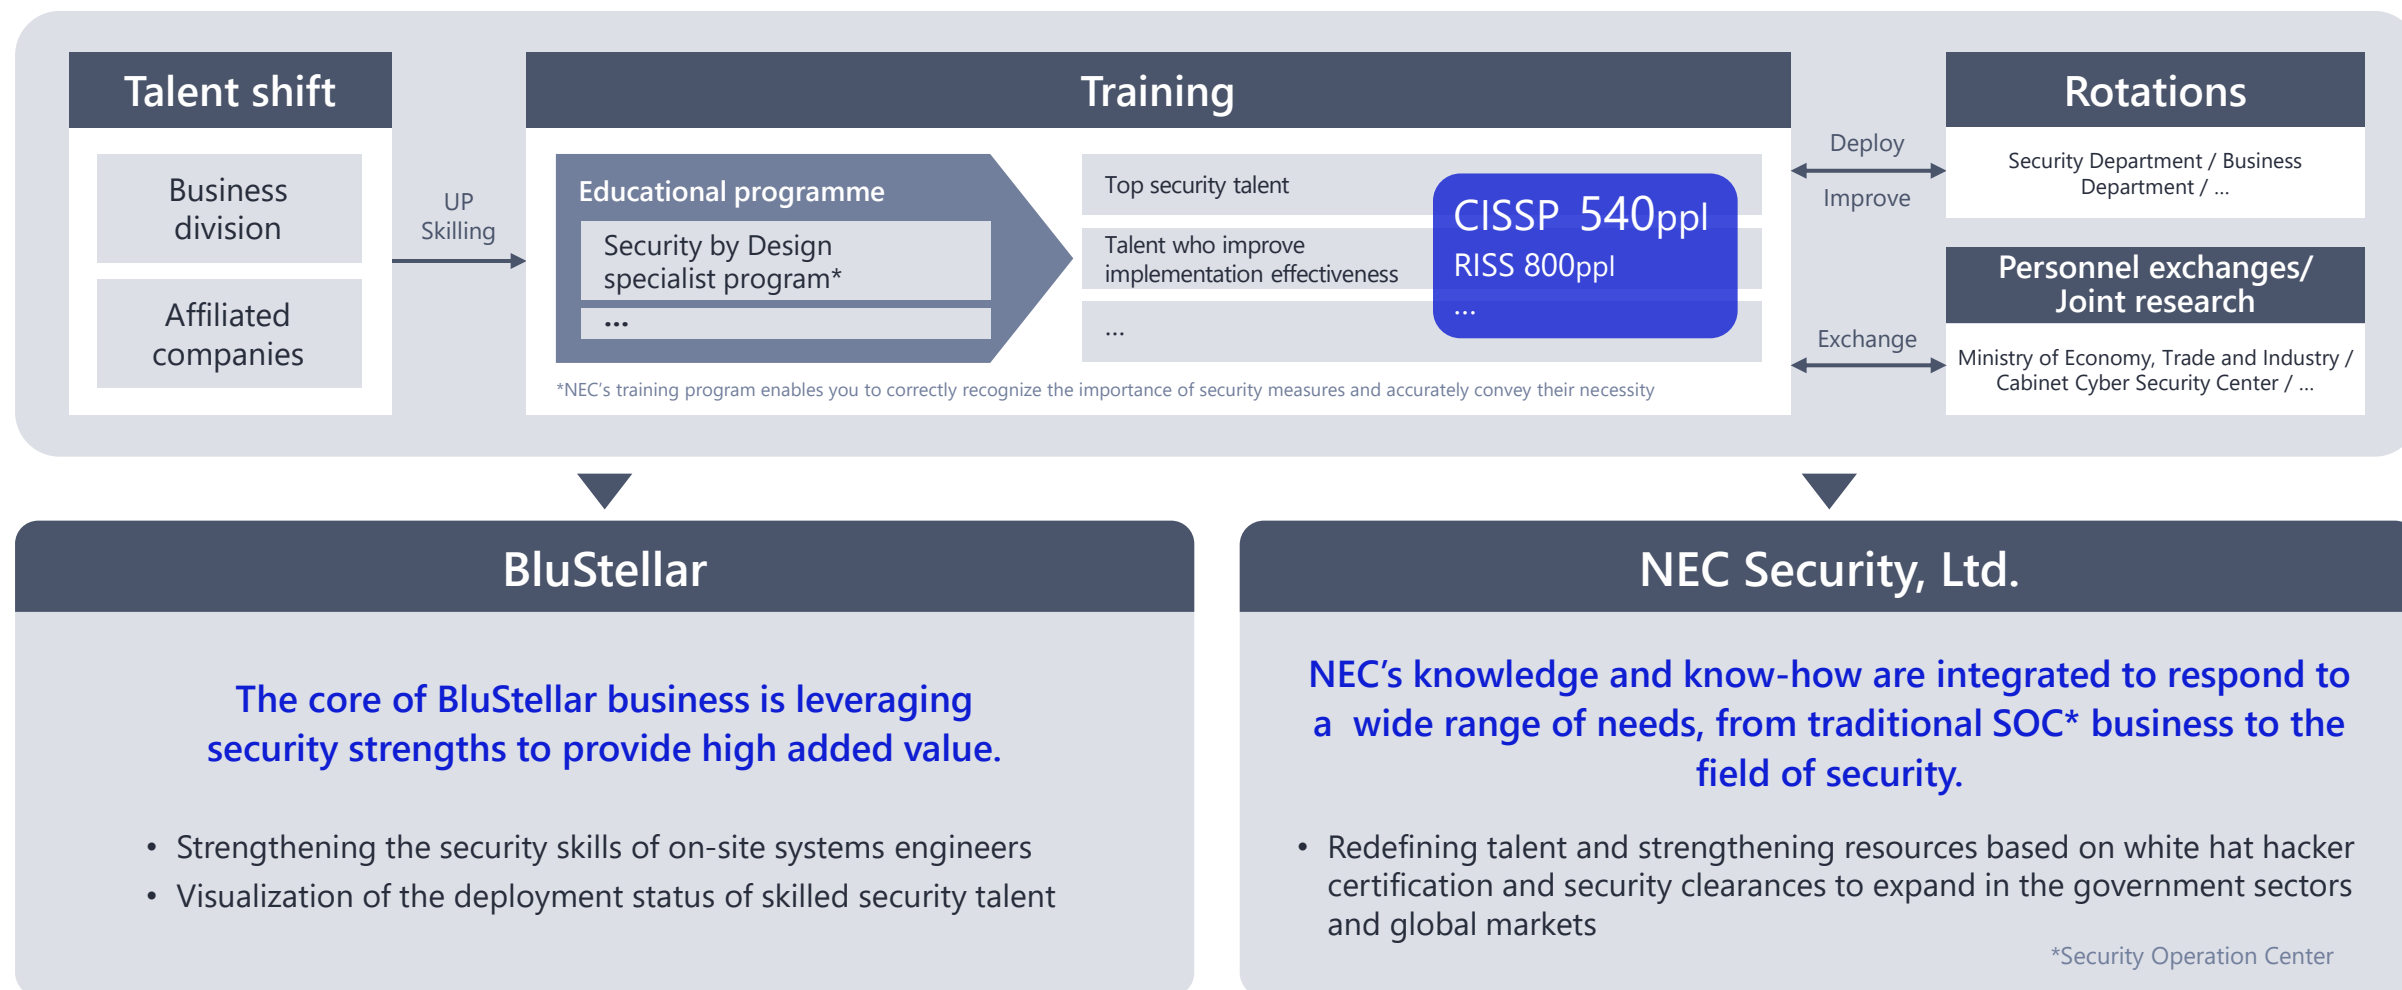 Talent shift
Business
division
Affiliated
companies
UP
Skilling
Training
Educational programme
Security by Design
specialist program*
...
Top security talent
Talent who improve
implementation effectiveness
...
CISSP 540ppl
RISS 800ppl
...
*NEC's training program enables you to correctly recognize the importance of security measures and accurately convey their necessity
Deploy
Improve
Exchange
Rotations
Security Department / Business
Department / ...
Personnel exchanges/
Joint research
Ministry of Economy, Trade and Industry /
Cabinet Cyber Security Center / ...
BluStellar
The core of BluStellar business is leveraging
security strengths to provide high added value.
• Strengthening the security skills of on-site systems engineers
• Visualization of the deployment status of skilled security talent
NEC Security, Ltd.
NEC's knowledge and know-how are integrated to respond to
a wide range of needs, from traditional SOC* business to the
field of security.
• Redefining talent and strengthening resources based on white hat hacker
certification and security clearances to expand in the government sectors
and global markets
*Security Operation Center